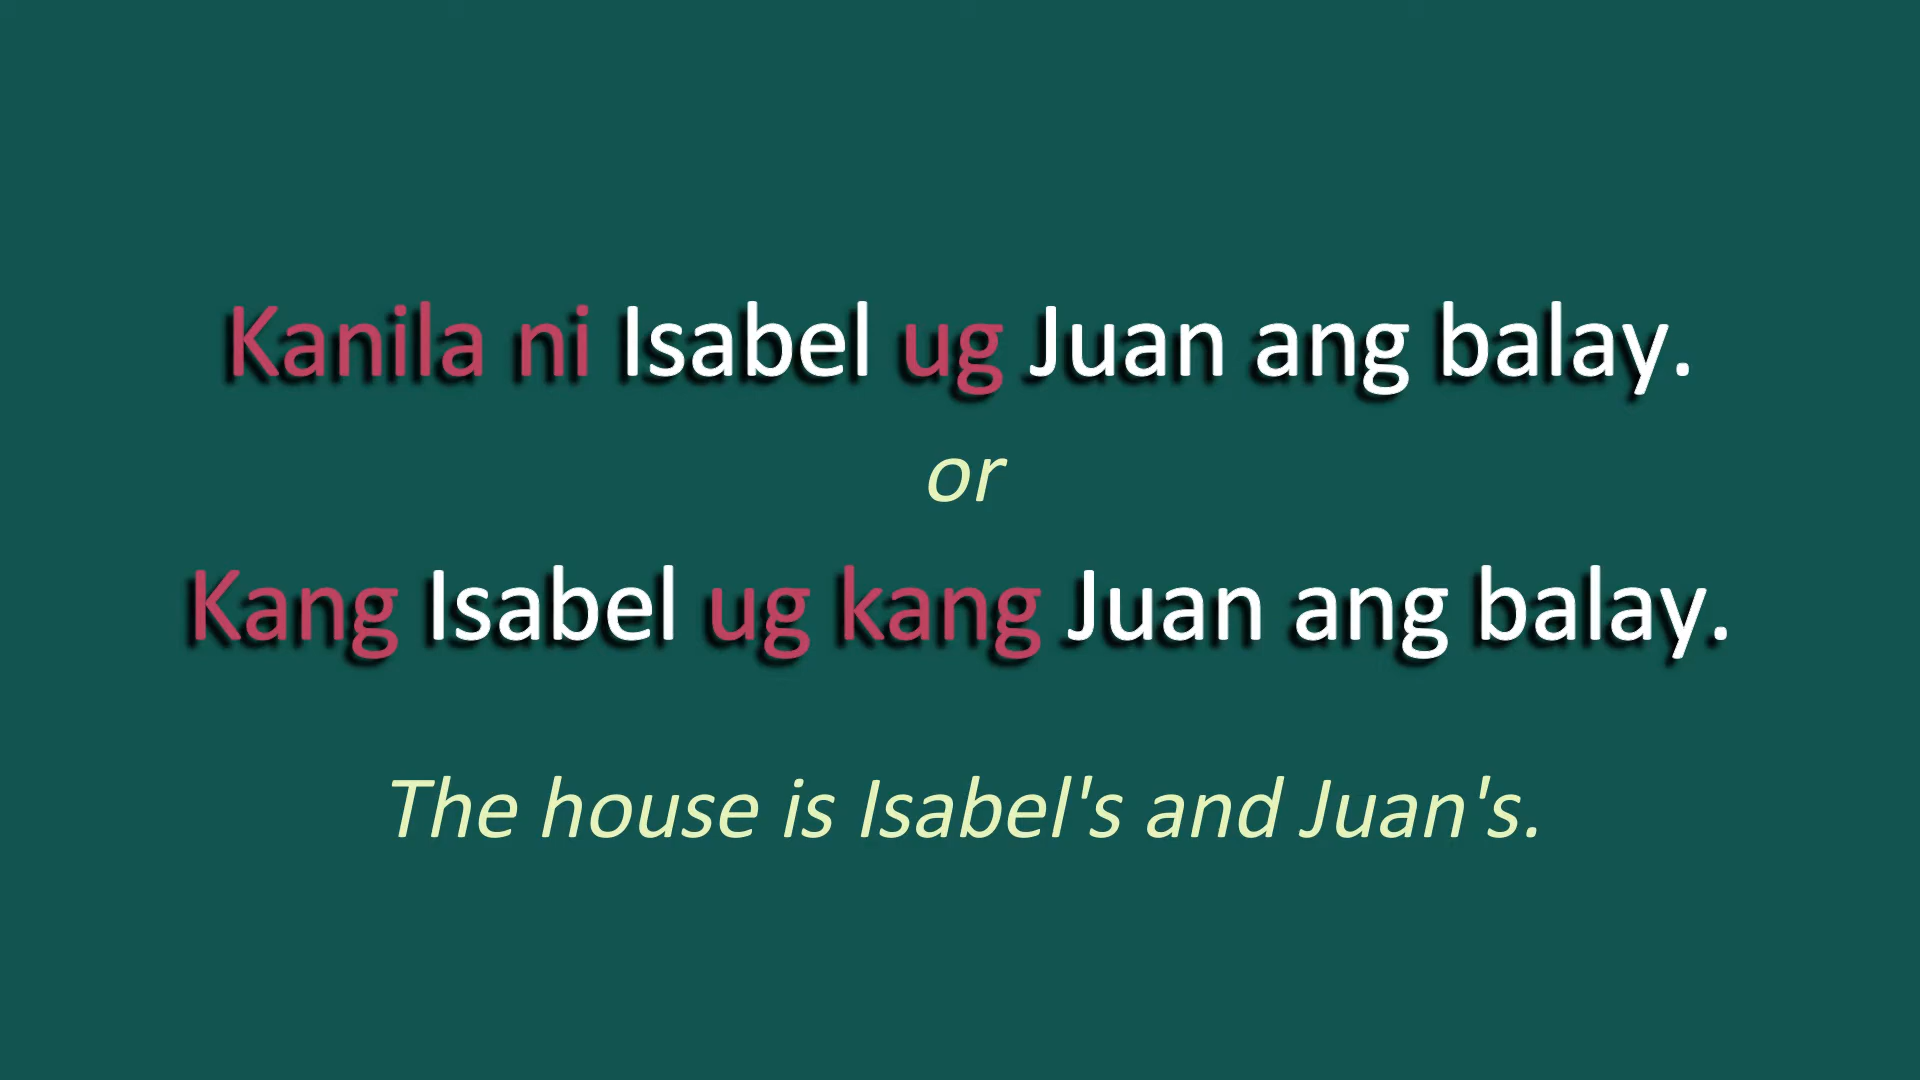 Kanila ni Isabel ug Juan ang balay.
or
Kang Isabel ug kang Juan ang balay.
The house is Isabel's and Juan's.